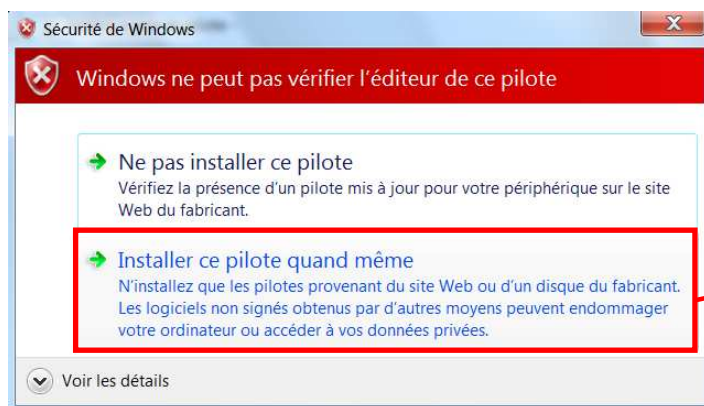 Sécurité de Windows
Windows ne peut pas vérifier l'éditeur de ce pilote
Ne pas installer ce pilote
Vérifiez la présence d'un pilote mis à jour pour votre périphérique sur le site
Web du fabricant.
Installer ce pilote quand même
N'installez que les pilotes provenant du site Web ou d'un disque du fabricant.
Les logiciels non signés obtenus par d'autres moyens peuvent endommager
votre ordinateur ou accéder à vos données privées.
Voir les détails